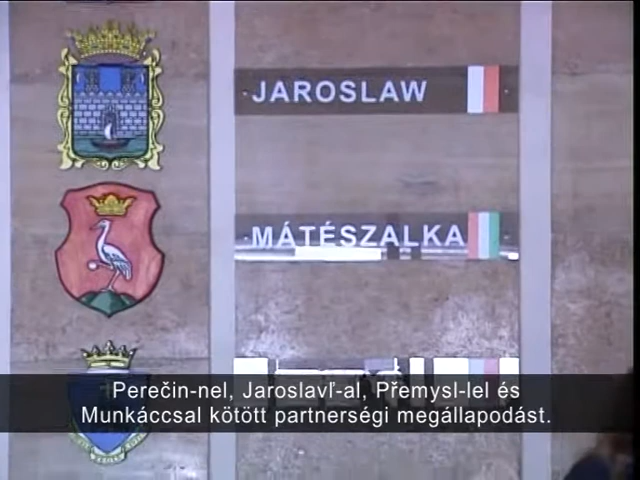 JAROSLAW
MÁTÉSZALKA
Perečin-nel, Jaroslavľ-al, Přemysl-lel és
Munkáccsal kötött partnerségi megállapodást.